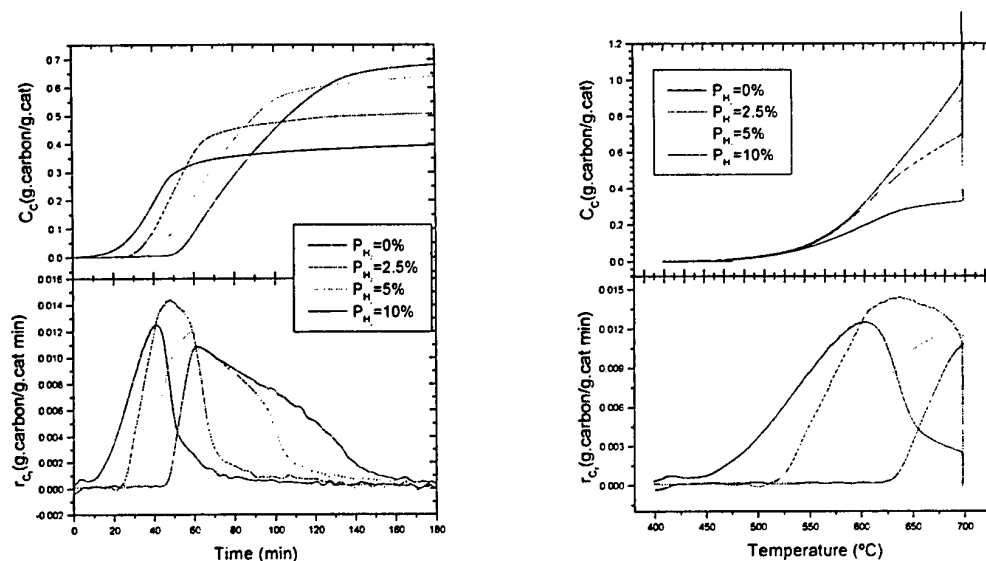 C_C(g.carbon/g.cat)
0.7
0.6
0.5
0.4
0.3
0.2
0.1
0.0
P_H=0%
P_H=2.5%
P_H=5%
P_H=10%
r_C,(g.carbon/g.cat min)
0.016
0.014
0.012
0.010
0.008
0.006
0.004
0.002
0.000
-0.002
0 20 40 60 80 100 120 140 160 180
Time (min)
C_C(g.carbon/g.cat)
1.2
1.0
0.8
0.6
0.4
0.2
0.0
P_H=0%
P_H=2.5%
P_H=5%
P_H=10%
r_C,(g.carbon/g.cat min)
0.015
0.012
0.009
0.006
0.003
0.000
400 450 500 550 600 650 700
Temperature (ºC)